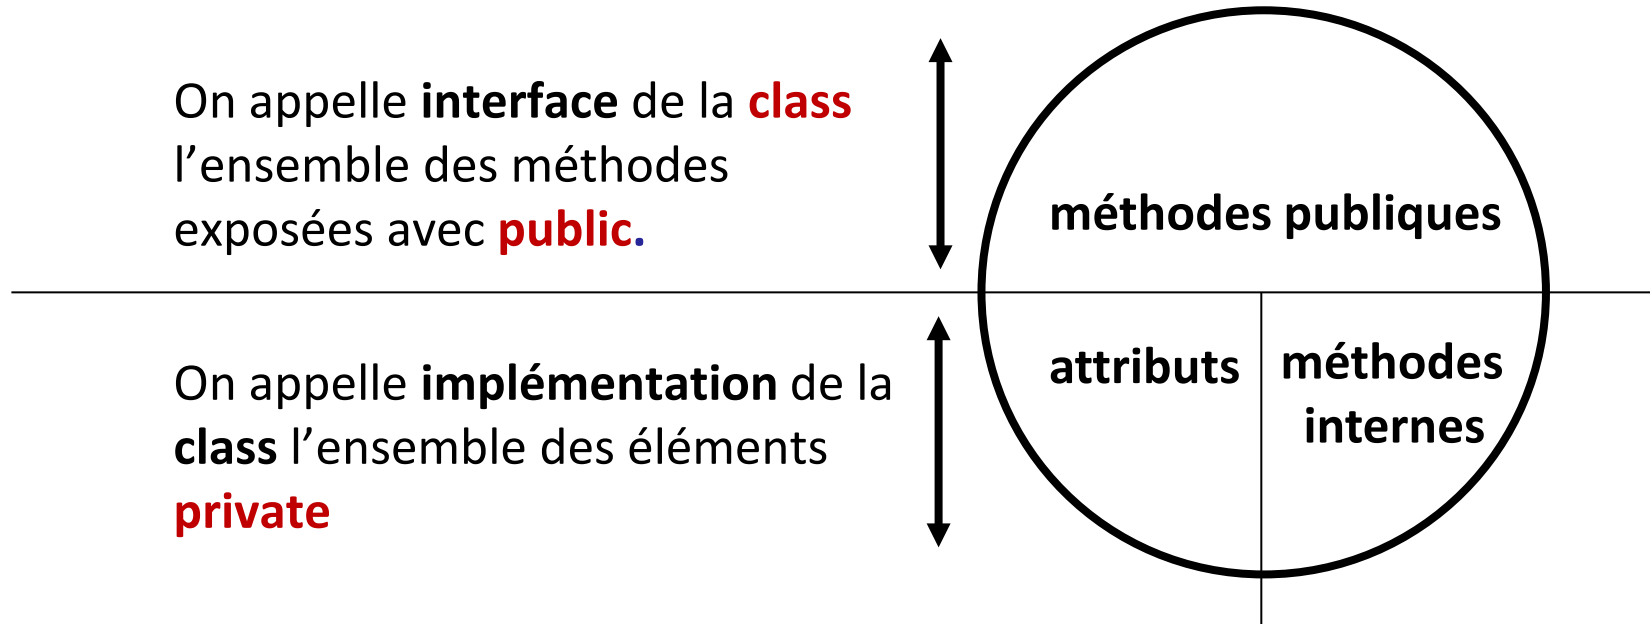 On appelle interface de la class
l’ensemble des méthodes
exposées avec public.
méthodes publiques
On appelle implémentation de la
class l’ensemble des éléments
private
attributs
méthodes
internes